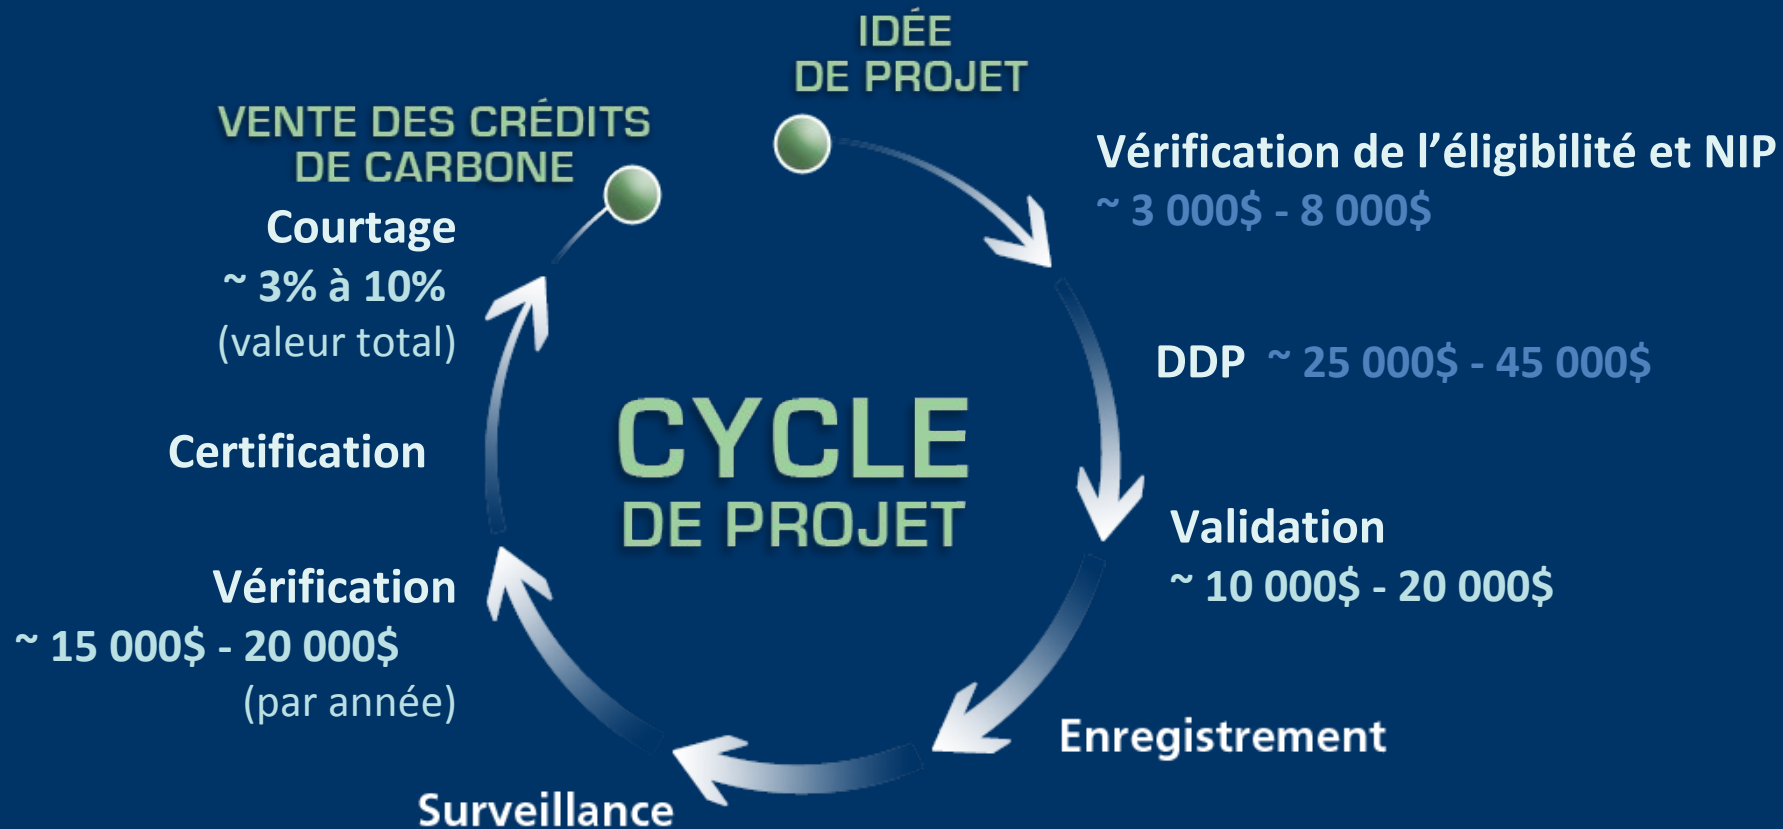 IDÉE
DE PROJET
Vérification de l’éligibilité et NIP
~ 3 000$ - 8 000$
DDP ~ 25 000$ - 45 000$
Validation
~ 10 000$ - 20 000$
Enregistrement
Surveillance
Vérification
~ 15 000$ - 20 000$
(par année)
Certification
Courtage
~ 3% à 10%
(valeur total)
VENTE DES CRÉDITS
DE CARBONE
CYCLE
DE PROJET